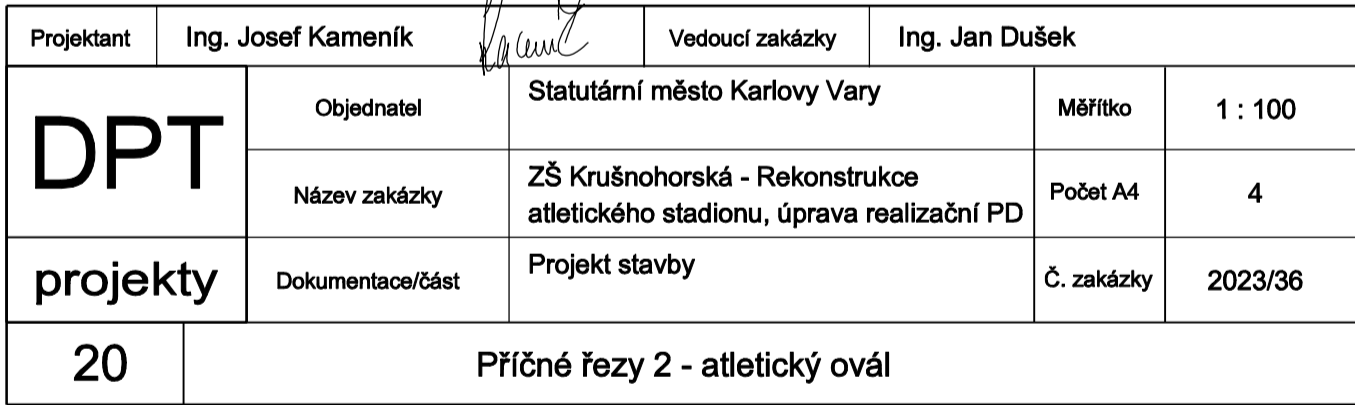 Projektant Ing. Josef Kameník Vedoucí zakázky Ing. Jan Dušek
DPT
Objednatel Statutární město Karlovy Vary Měřítko 1 : 100
Název zakázky ZŠ Krušnohorská - Rekonstrukce
atletického stadionu, úprava realizační PD Počet A4 4
projekty
Dokumentace/část Projekt stavby Č. zakázky 2023/36
20 Příčné řezy 2 - atletický ovál